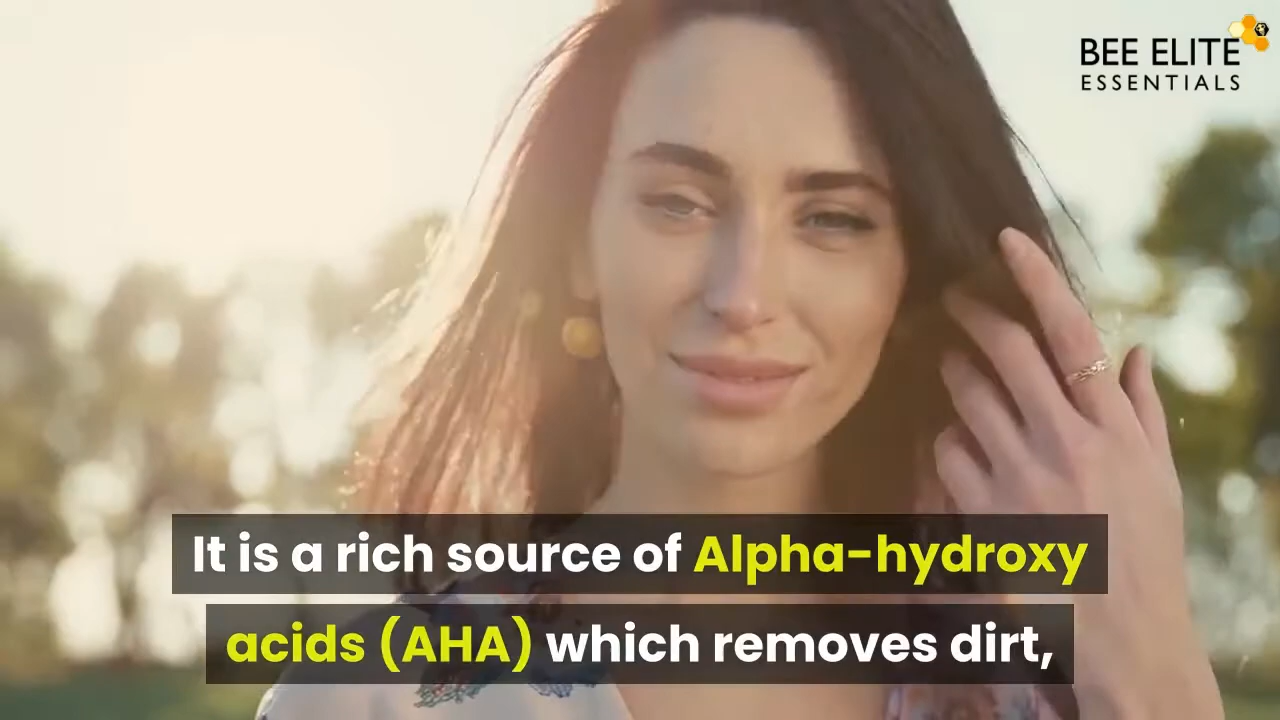 BEE ELITE
ESSENTIALS
It is a rich source of Alpha-hydroxy
acids (AHA) which removes dirt,